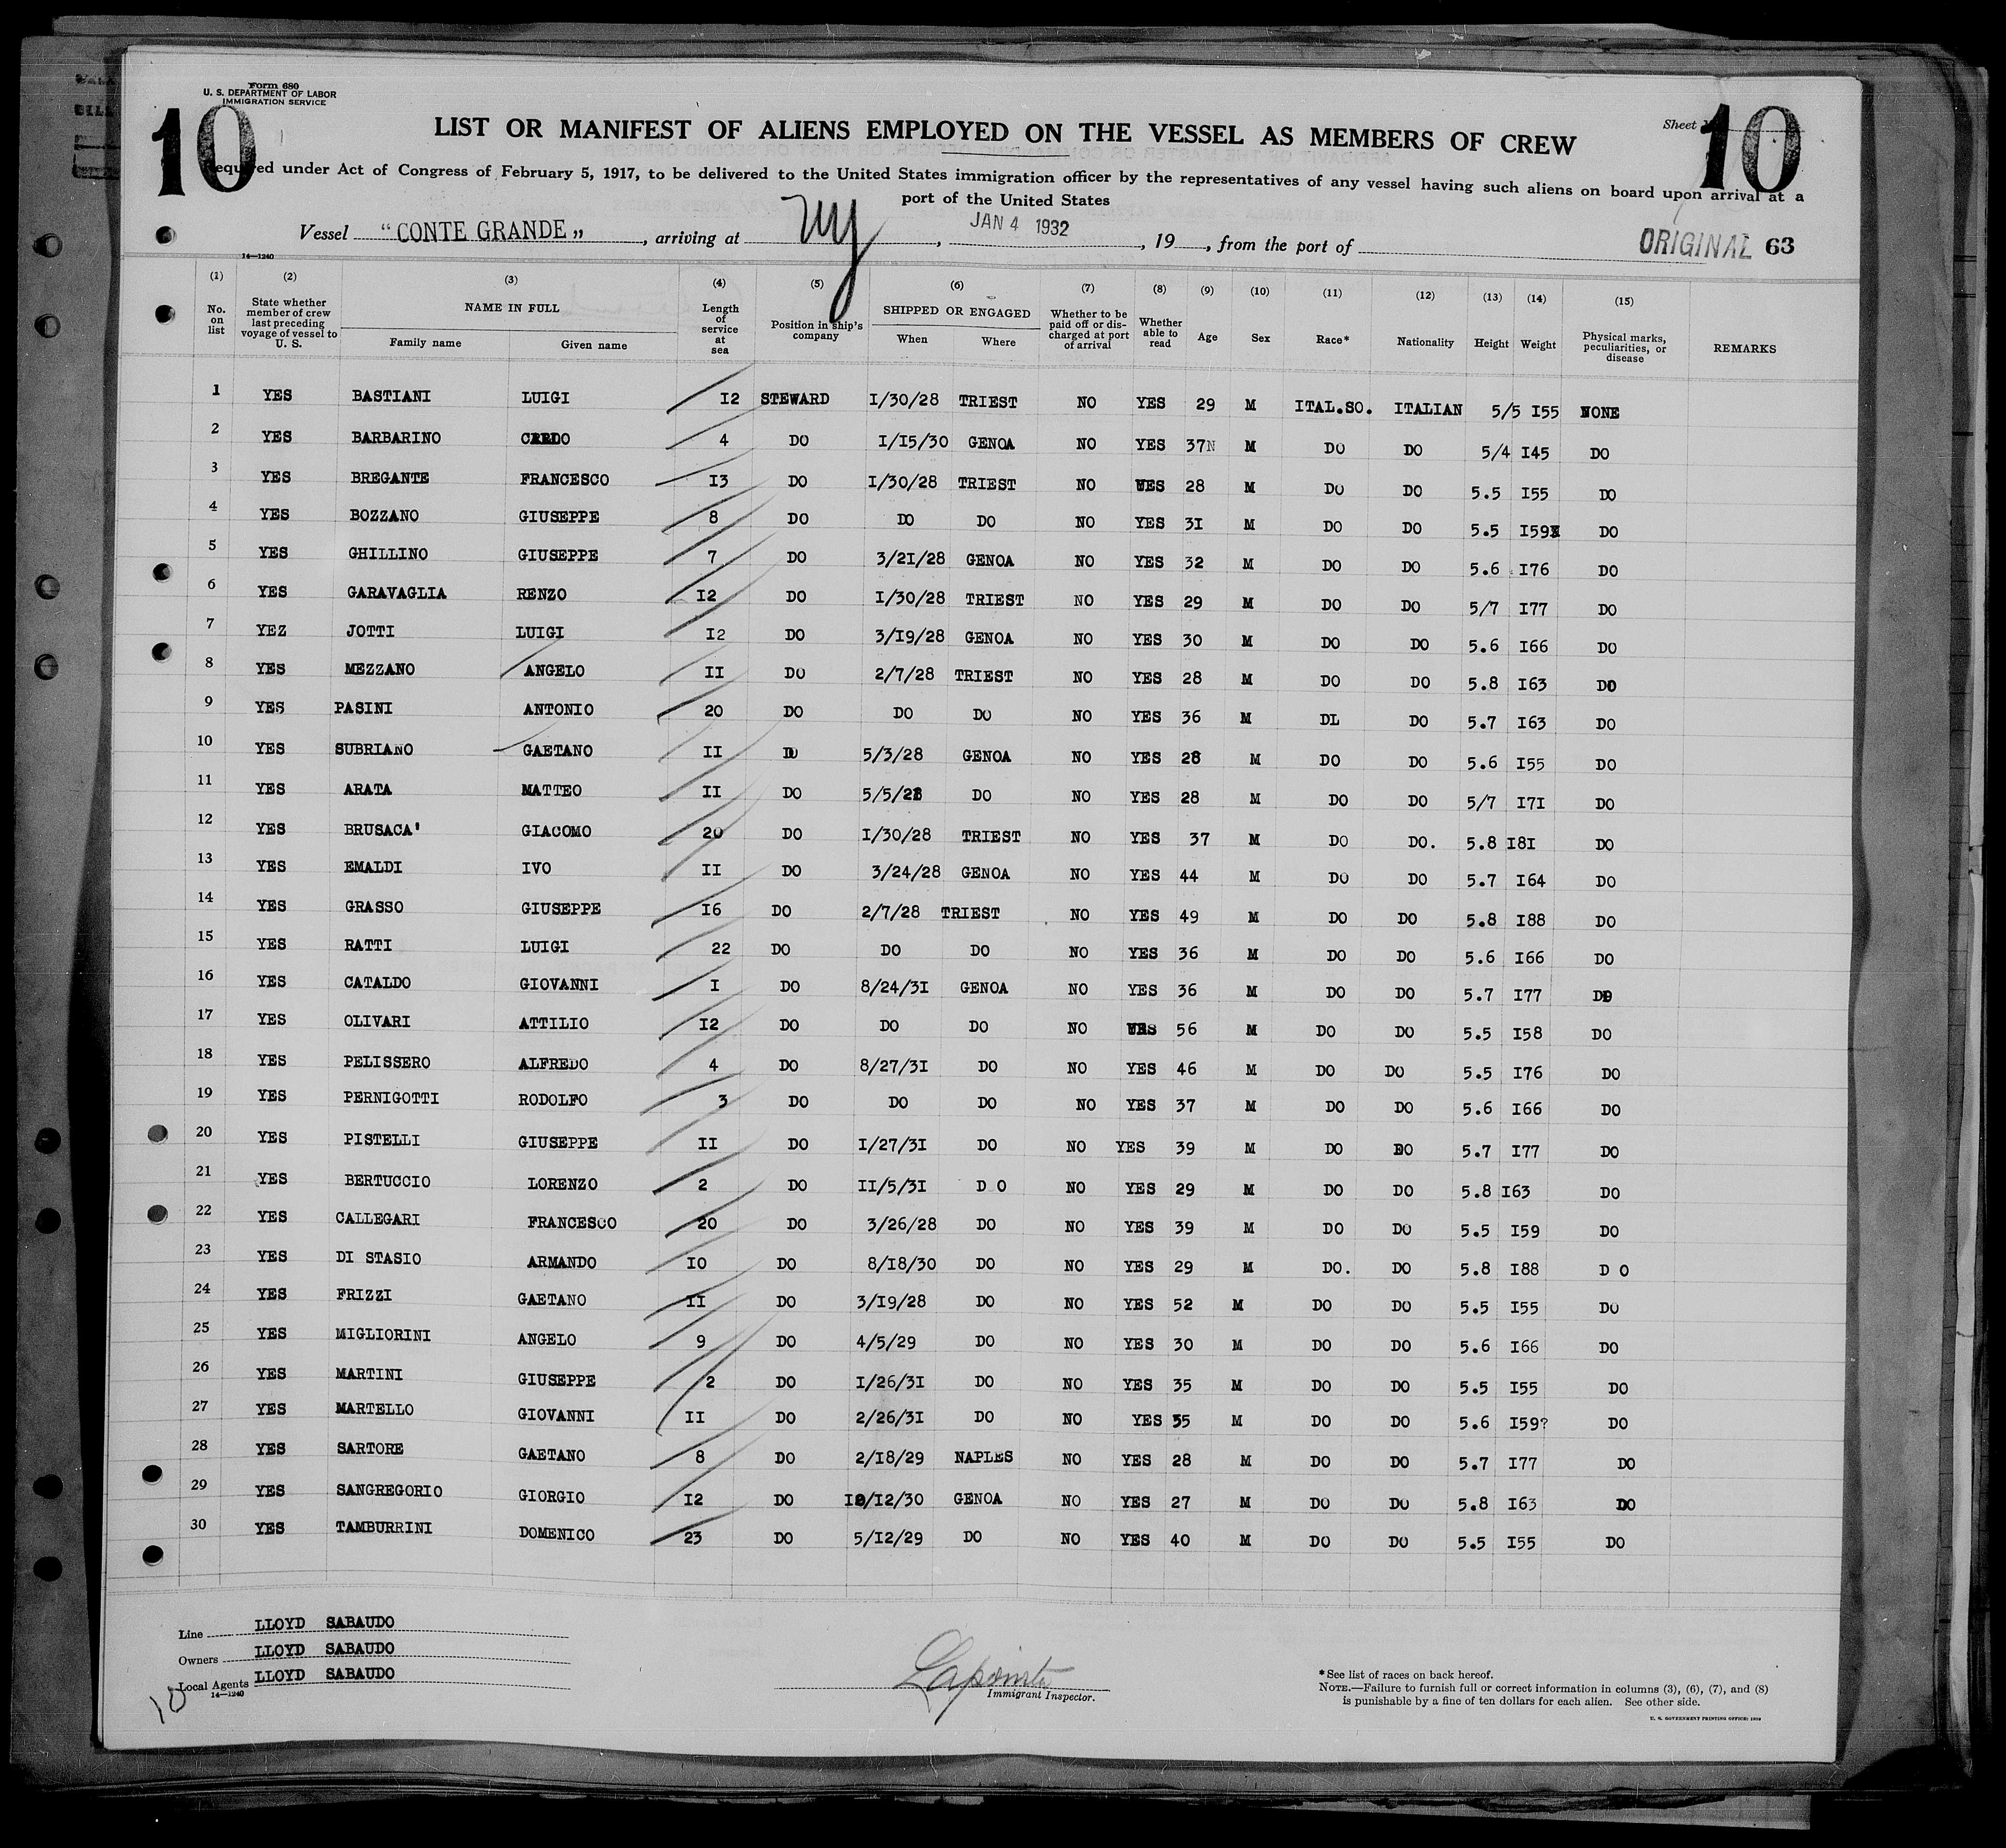 Form 680
U. S. DEPARTMENT OF LABOR
IMMIGRATION SERVICE
10
10
Sheet
LIST OR MANIFEST OF ALIENS EMPLOYED ON THE VESSEL AS MEMBERS OF CREW
Required under Act of Congress of February 5, 1917, to be delivered to the United States immigration officer by the representatives of any vessel having such aliens on board upon arrival at a
port of the United States
Vessel "CONTE GRANDE", arriving at NY, JAN 4 1932, 19, from the port of ORIGINAL 63
14—1240
(1) (2) (3) (4) (5) (6) (7) (8) (9) (10) (11) (12) (13) (14) (15)
No. on list State whether member of crew last preceding voyage of vessel to U. S. NAME IN FULL Family name Given name Length of service at sea Position in ship's company SHIPPED OR ENGAGED When Where Whether to be paid off or discharged at port of arrival Whether able to read Age Sex Race* Nationality Height Weight Physical marks, peculiarities, or disease REMARKS
1 YES BASTIANI LUIGI I2 STEWARD I/30/28 TRIEST NO YES 29 M ITAL.SO. ITALIAN 5/5 I55 NONE
2 YES BARBARINO 4 DO I/I5/30 GENOA NO YES 37N M DO DO 5/4 I45 DO
3 YES BREGANTE FRANCESCO I3 DO I/30/28 TRIEST NO YES 28 M DO DO 5.5 I55 DO
4 YES BOZZANO GIUSEPPE 8 DO DO DO NO YES 3I M DO DO 5.5 I59 DO
5 YES GHILLINO GIUSEPPE 7 DO 3/2I/28 GENOA NO YES 32 M DO DO 5.6 I76 DO
6 YES GARAVAGLIA RENZO I2 DO I/30/28 TRIEST NO YES 29 M DO DO 5/7 I77 DO
7 YEZ JOTTI LUIGI I2 DO 3/I9/28 GENOA NO YES 30 M DO DO 5.6 I66 DO
8 YES MEZZANO ANGELO II DO 2/7/28 TRIEST NO YES 28 M DO DO 5.8 I63 DO
9 YES PASINI ANTONIO 20 DO DO DO NO YES 36 M DL DO 5.7 I63 DO
10 YES SUBRIANO GAETANO II D 5/3/28 GENOA NO YES 28 M DO DO 5.6 I55 DO
11 YES ARATA MATTEO II DO 5/5/28 DO NO YES 28 M DO DO 5/7 I7I DO
12 YES BRUSACA' GIACOMO 20 DO I/30/28 TRIEST NO YES 37 M DO DO. 5.8 I8I DO
13 YES EMALDI IVO II DO 3/24/28 GENOA NO YES 44 M DO DO 5.7 I64 DO
14 YES GRASSO GIUSEPPE I6 DO 2/7/28 TRIEST NO YES 49 M DO DO 5.8 I88 DO
15 YES RATTI LUIGI 22 DO DO DO NO YES 36 M DO DO 5.6 I66 DO
16 YES CATALDO GIOVANNI I DO 8/24/3I GENOA NO YES 36 M DO DO 5.7 I77 DO
17 YES OLIVARI ATTILIO I2 DO DO DO NO YES 56 M DO DO 5.5 I58 DO
18 YES PELISSERO ALFREDO 4 DO 8/27/3I DO NO YES 46 M DO DO 5.5 I76 DO
19 YES PERNIGOTTI RODOLFO 3 DO DO DO NO YES 37 M DO DO 5.6 I66 DO
20 YES PISTELLI GIUSEPPE II DO I/27/3I DO NO YES 39 M DO DO 5.7 I77 DO
21 YES BERTUCCIO LORENZO 2 DO II/5/3I D O NO YES 29 M DO DO 5.8 I63 DO
22 YES CALLEGARI FRANCESCO 20 DO 3/26/28 DO NO YES 39 M DO DO 5.5 I59 DO
23 YES DI STASIO ARMANDO IO DO 8/I8/30 DO NO YES 29 M DO. DO 5.8 I88 D O
24 YES FRIZZI GAETANO II DO 3/I9/28 DO NO YES 52 M DO DO 5.5 I55 DO
25 YES MIGLIORINI ANGELO 9 DO 4/5/29 DO NO YES 30 M DO DO 5.6 I66 DO
26 YES MARTINI GIUSEPPE 2 DO I/26/3I DO NO YES 35 M DO DO 5.5 I55 DO
27 YES MARTELLO GIOVANNI II DO 2/26/3I DO NO YES 35 M DO DO 5.6 I59? DO
28 YES SARTORE GAETANO 8 DO 2/I8/29 NAPLES NO YES 28 M DO DO 5.7 I77 DO
29 YES SANGREGORIO GIORGIO I2 DO I0/I2/30 GENOA NO YES 27 M DO DO 5.8 I63 DO
30 YES TAMBURRINI DOMENICO 23 DO 5/I2/29 DO NO YES 40 M DO DO 5.5 I55 DO
Line LLOYD SABAUDO
Owners LLOYD SABAUDO
Local Agents LLOYD SABAUDO
14—1240
10
Immigrant Inspector.
*See list of races on back hereof.
NOTE.—Failure to furnish full or correct information in columns (3), (6), (7), and (8)
is punishable by a fine of ten dollars for each alien. See other side.